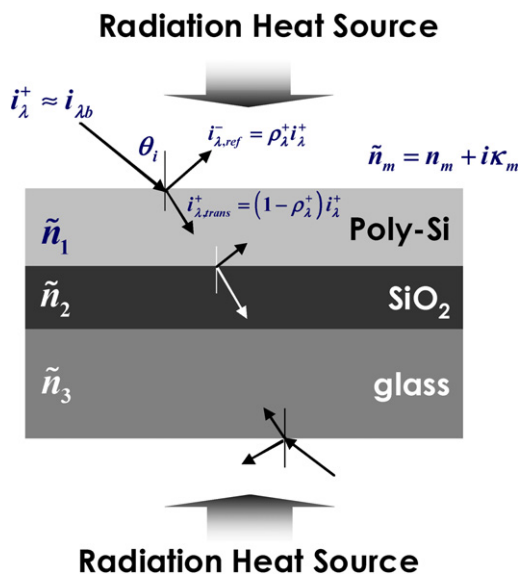 Radiation Heat Source
i_λ^+ ≈ i_λb
θ_i
i_λ,ref^- = ρ_λ^+ i_λ^+
ñ_m = n_m + iκ_m
i_λ,trans^+ = (1 − ρ_λ^+) i_λ^+
ñ_1
Poly-Si
ñ_2
SiO₂
ñ_3
glass
Radiation Heat Source